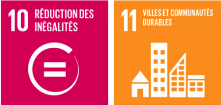 10 RÉDUCTION DES
INÉGALITÉS
11 VILLES ET COMMUNAUTÉS
DURABLES